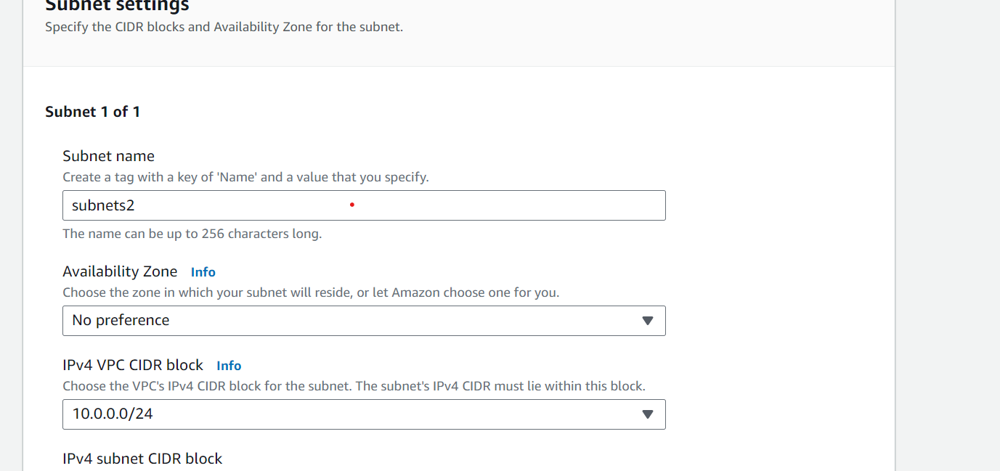 Subnet settings
Specify the CIDR blocks and Availability Zone for the subnet.
Subnet 1 of 1
Subnet name
Create a tag with a key of 'Name' and a value that you specify.
subnets2
The name can be up to 256 characters long.
Availability Zone Info
Choose the zone in which your subnet will reside, or let Amazon choose one for you.
No preference
IPv4 VPC CIDR block Info
Choose the VPC's IPv4 CIDR block for the subnet. The subnet's IPv4 CIDR must lie within this block.
10.0.0.0/24
IPv4 subnet CIDR block